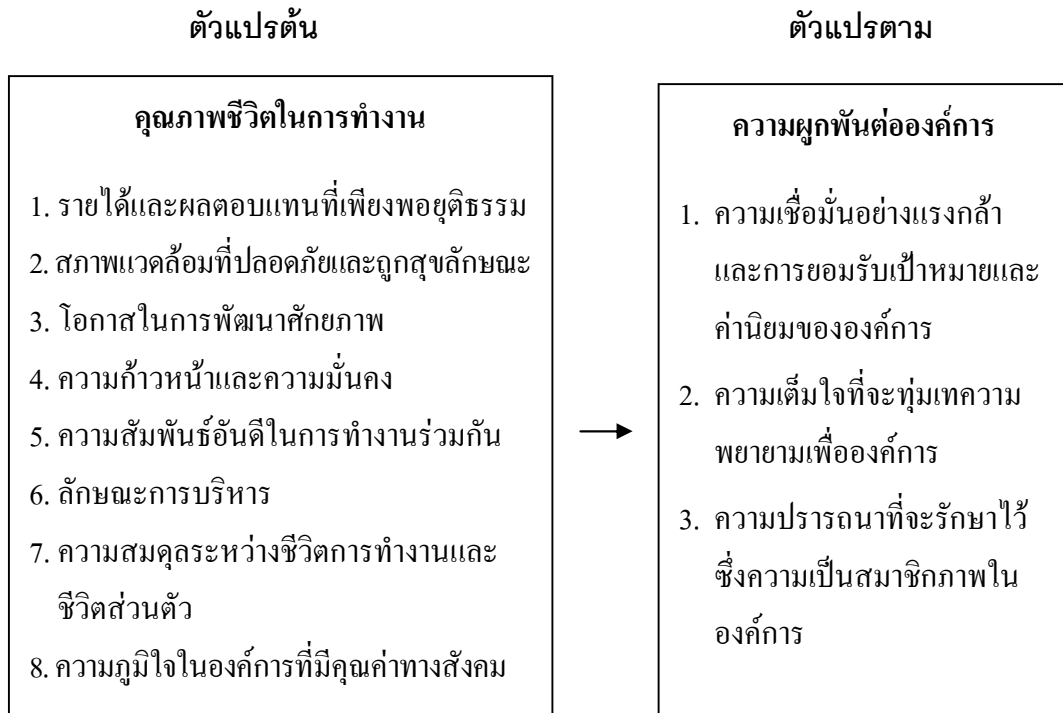 ตัวแปรต้น
ตัวแปรตาม
คุณภาพชีวิตในการทำงาน
1. รายได้และผลตอบแทนที่เพียงพอยุติธรรม
2. สภาพแวดล้อมที่ปลอดภัยและถูกสุขลักษณะ
3. โอกาสในการพัฒนาศักยภาพ
4. ความก้าวหน้าและความมั่นคง
5. ความสัมพันธ์อันดีในการทำงานร่วมกัน
6. ลักษณะการบริหาร
7. ความสมดุลระหว่างชีวิตการทำงานและ
ชีวิตส่วนตัว
8. ความภูมิใจในองค์การที่มีคุณค่าทางสังคม
ความผูกพันต่อองค์การ
1. ความเชื่อมั่นอย่างแรงกล้า
และการยอมรับเป้าหมายและ
ค่านิยมขององค์การ
2. ความเต็มใจที่จะทุ่มเทความ
พยายามเพื่อองค์การ
3. ความปรารถนาที่จะรักษาไว้
ซึ่งความเป็นสมาชิกภาพใน
องค์การ